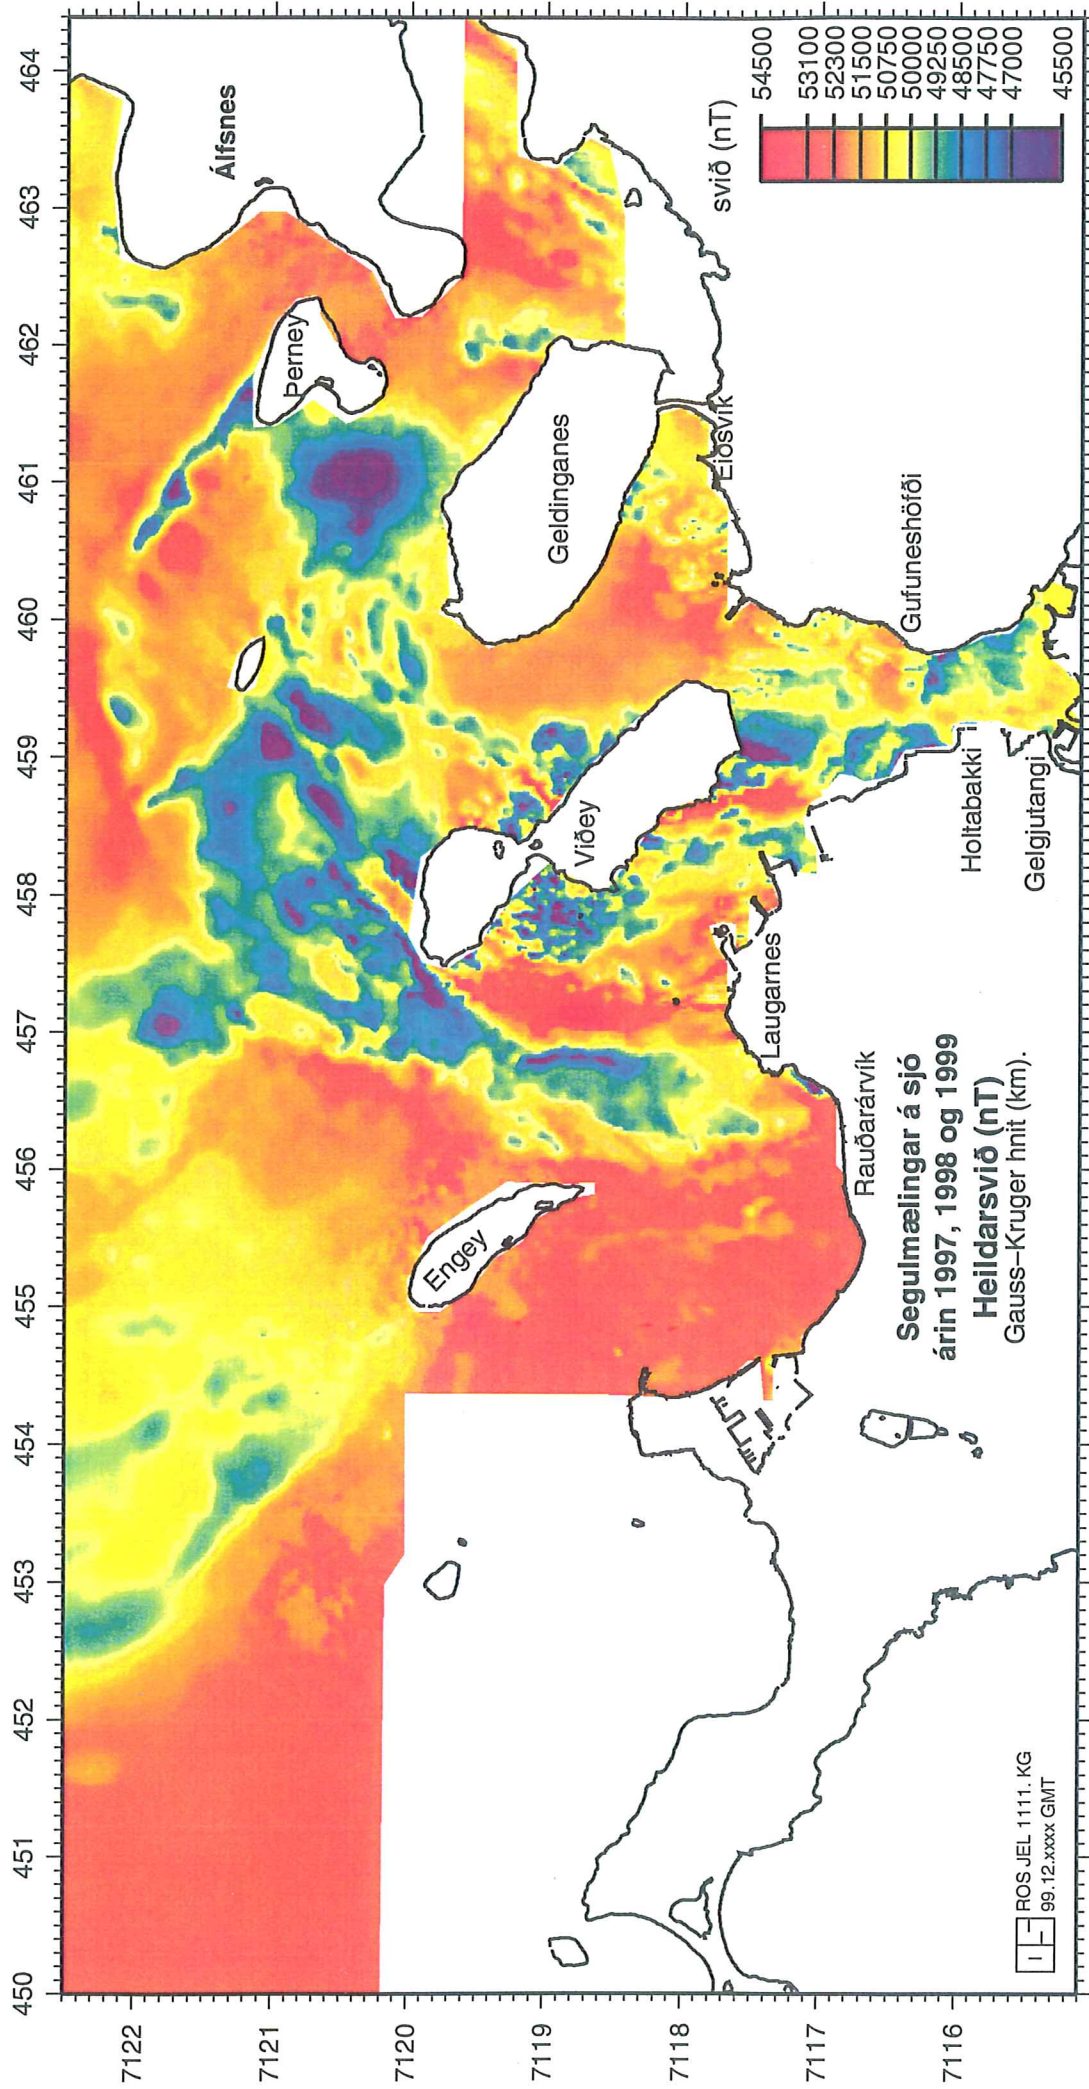 450 451 452 453 454 455 456 457 458 459 460 461 462 463 464
7122
7121
7120
7119
7118
7117
7116
Álfsnes
Þerney
Geldinganes
Eiðsvík
Gufuneshöfði
Viðey
Engey
Laugarnes
Rauðarárvík
Holtabakki
Gelgjutangi
svið (nT)
54500
53100
52300
51500
50750
50000
49250
48500
47750
47000
45500
Segulmælingar á sjó
árin 1997, 1998 og 1999
Heildarsvið (nT)
Gauss–Kruger hnit (km).
ROS JEL 1111. KG
99.12.xxxx GMT